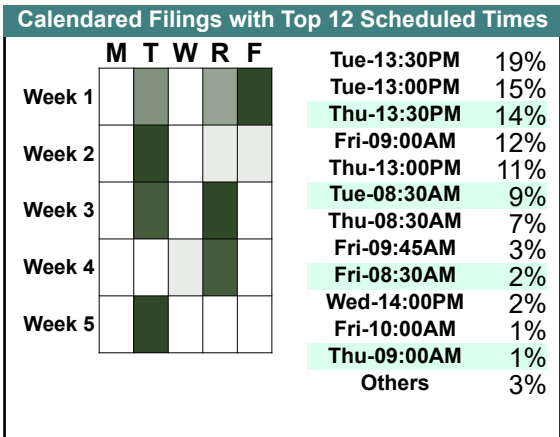 Calendared Filings with Top 12 Scheduled Times
M T W R F
Week 1
Week 2
Week 3
Week 4
Week 5
Tue-13:30PM 19%
Tue-13:00PM 15%
Thu-13:30PM 14%
Fri-09:00AM 12%
Thu-13:00PM 11%
Tue-08:30AM 9%
Thu-08:30AM 7%
Fri-09:45AM 3%
Fri-08:30AM 2%
Wed-14:00PM 2%
Fri-10:00AM 1%
Thu-09:00AM 1%
Others 3%